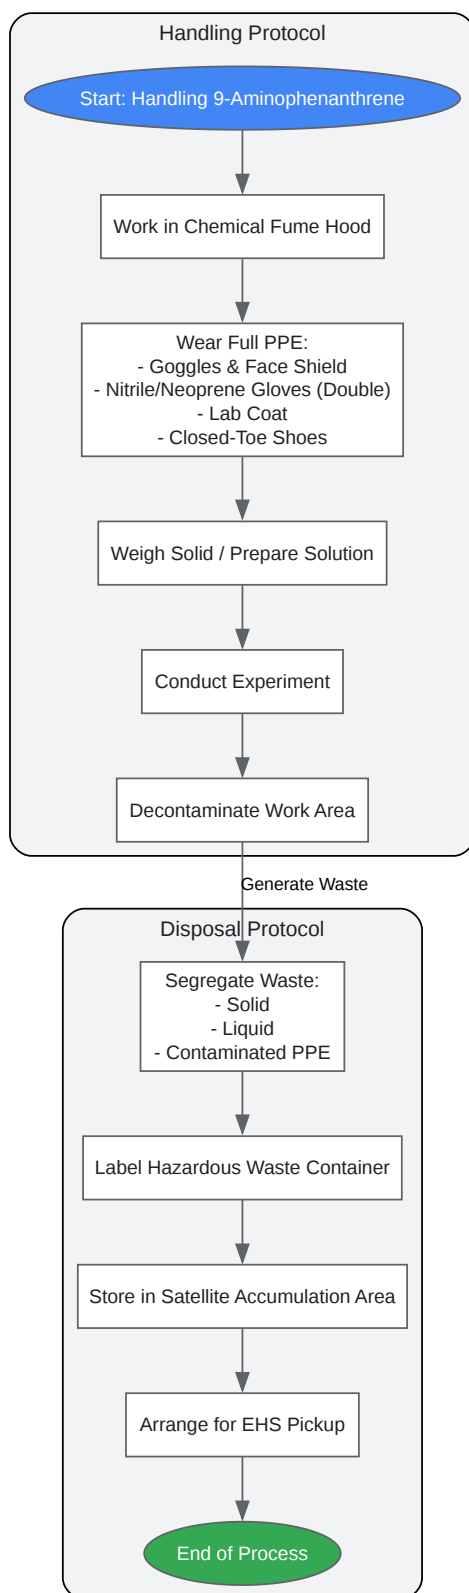 Handling Protocol
Start: Handling 9-Aminophenanthrene
Work in Chemical Fume Hood
Wear Full PPE:
- Goggles & Face Shield
- Nitrile/Neoprene Gloves (Double)
- Lab Coat
- Closed-Toe Shoes
Weigh Solid / Prepare Solution
Conduct Experiment
Decontaminate Work Area
Generate Waste
Disposal Protocol
Segregate Waste:
- Solid
- Liquid
- Contaminated PPE
Label Hazardous Waste Container
Store in Satellite Accumulation Area
Arrange for EHS Pickup
End of Process